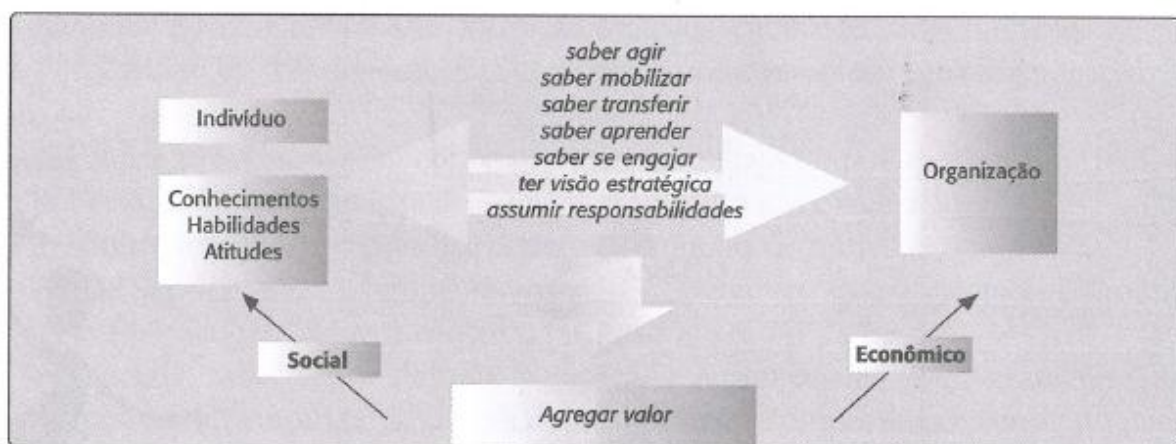 Indivíduo
Conhecimentos
Habilidades
Atitudes
saber agir
saber mobilizar
saber transferir
saber aprender
saber se engajar
ter visão estratégica
assumir responsabilidades
Organização
Social
Econômico
Agregar valor